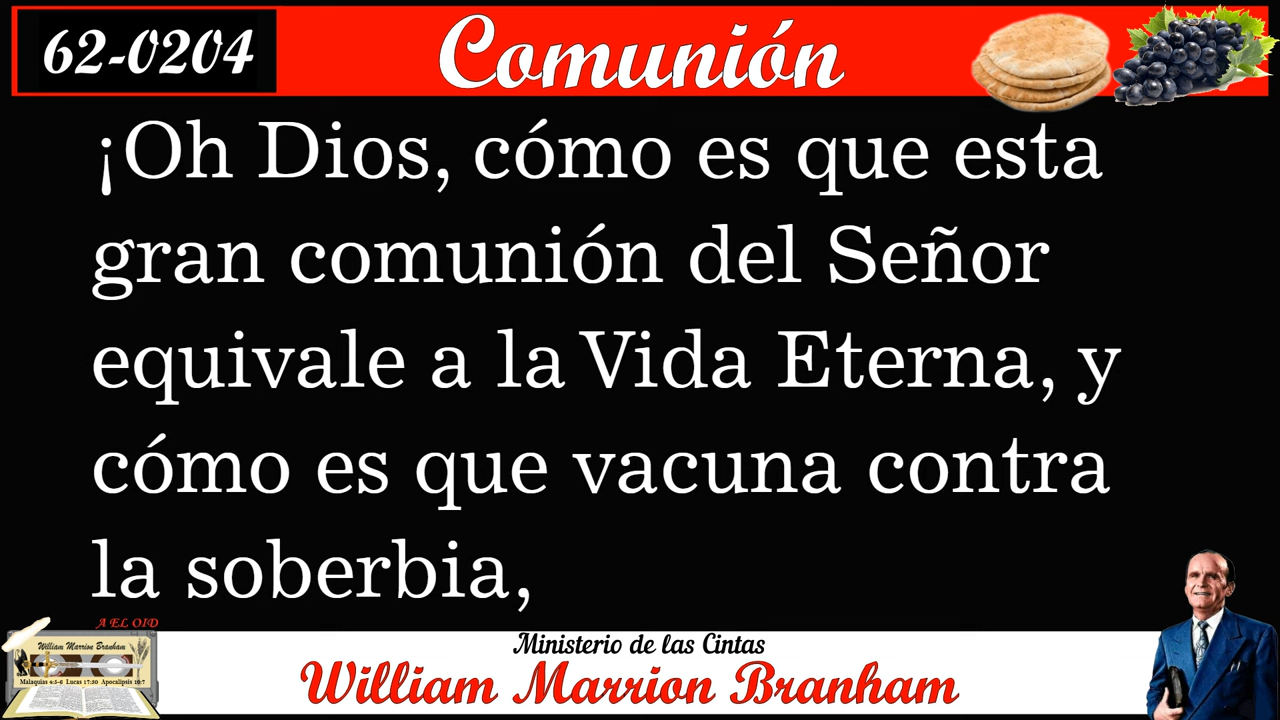 62-0204
Comunión
¡Oh Dios, cómo es que esta
gran comunión del Señor
equivale a la Vida Eterna, y
cómo es que vacuna contra
la soberbia,
A EL OID
William Marrion Branham
Malaquias 4:5-6 Lucas 17:30 Apocalipsis 10:7
Ministerio de las Cintas
William Marrion Branham